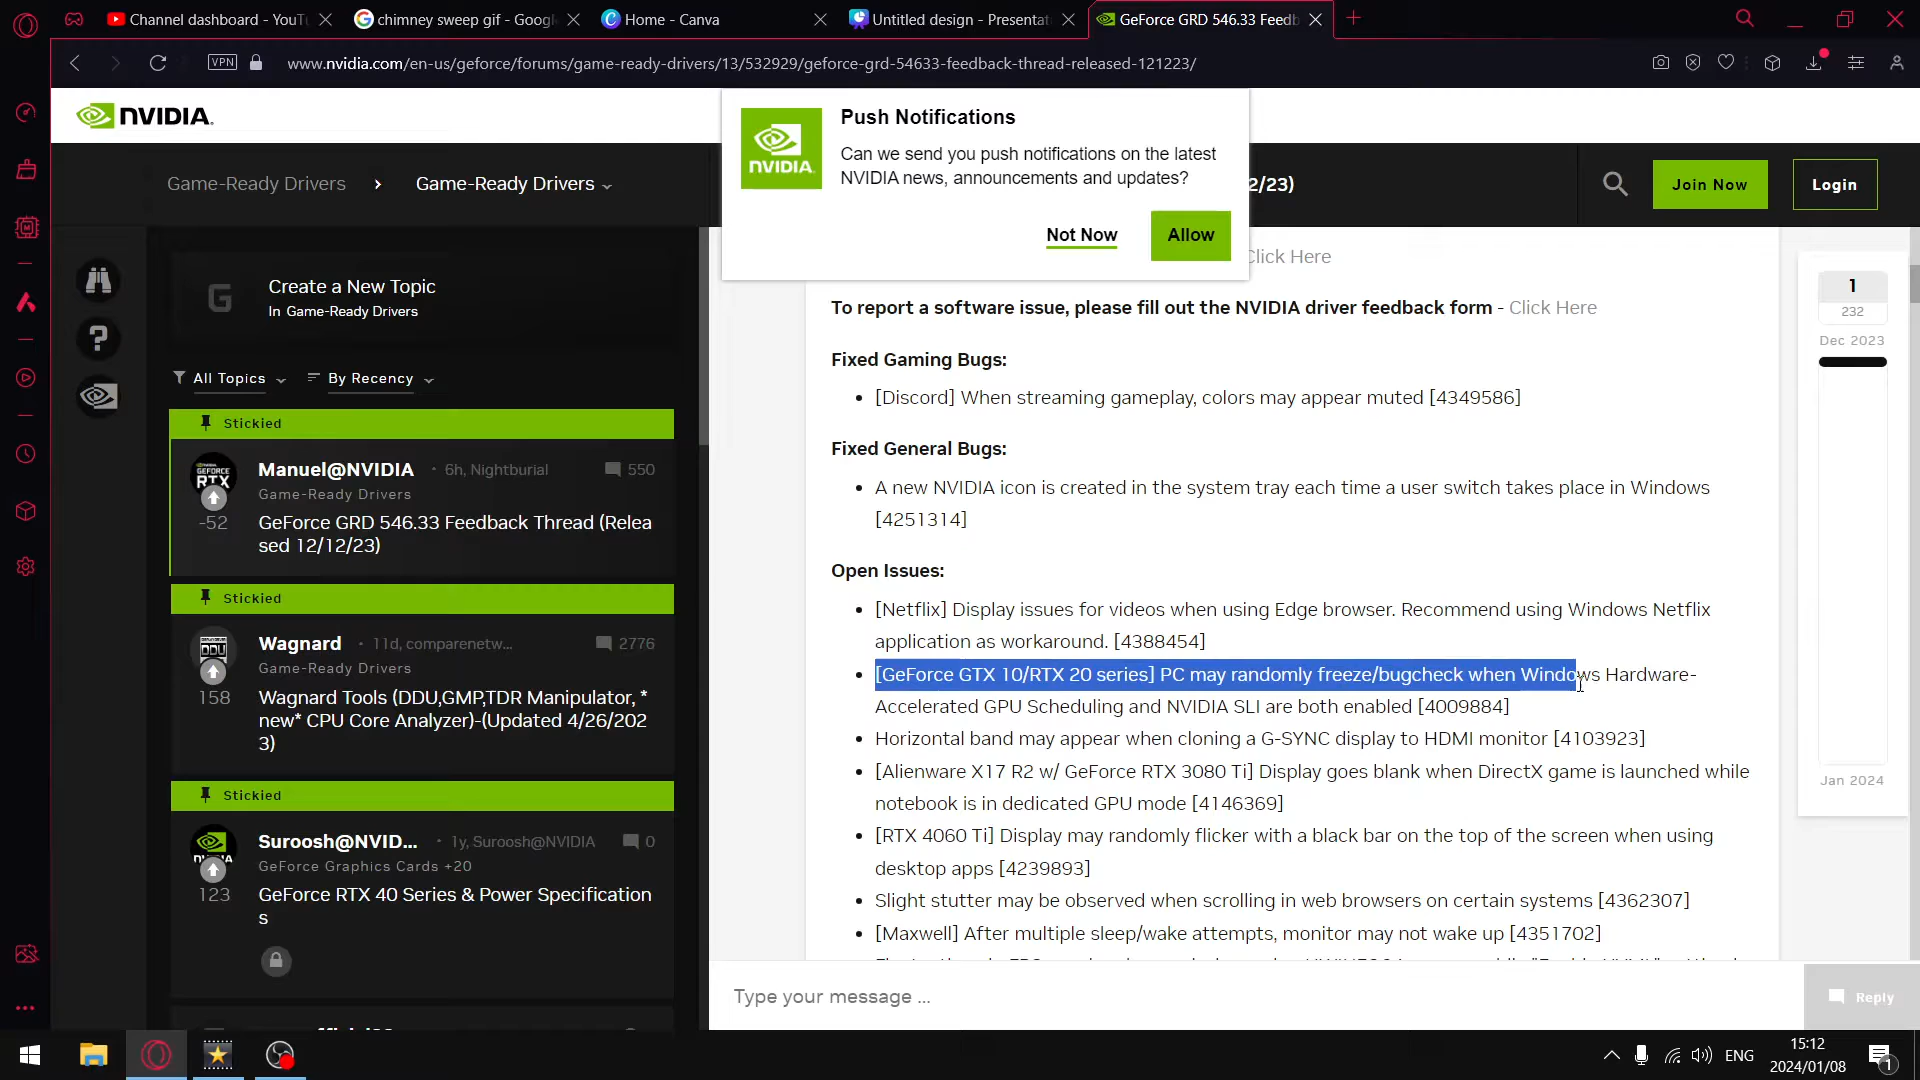 Channel dashboard - YouTu
chimney sweep gif - Google
Home - Canva
Untitled design - Presentat
GeForce GRD 546.33 Feedb
VPN
www.nvidia.com/en-us/geforce/forums/game-ready-drivers/13/532929/geforce-grd-54633-feedback-thread-released-121223/
NVIDIA.
Push Notifications
Can we send you push notifications on the latest
NVIDIA news, announcements and updates?
NVIDIA.
Not Now
Allow
Game-Ready Drivers
Game-Ready Drivers
2/23)
Join Now
Login
Create a New Topic
In Game-Ready Drivers
All Topics
By Recency
Stickied
Manuel@NVIDIA
• 6h, Nightburial
550
Game-Ready Drivers
GEFORCE
RTX
-52
GeForce GRD 546.33 Feedback Thread (Relea
sed 12/12/23)
Stickied
Wagnard
• 11d, comparenetw...
2776
Game-Ready Drivers
DDU
158
Wagnard Tools (DDU,GMP,TDR Manipulator, *
new* CPU Core Analyzer)-(Updated 4/26/202
3)
Stickied
Suroosh@NVID...
• 1y, Suroosh@NVIDIA
0
GeForce Graphics Cards +20
123
GeForce RTX 40 Series & Power Specification
s
Click Here
To report a software issue, please fill out the NVIDIA driver feedback form - Click Here
Fixed Gaming Bugs:
• [Discord] When streaming gameplay, colors may appear muted [4349586]
Fixed General Bugs:
• A new NVIDIA icon is created in the system tray each time a user switch takes place in Windows
[4251314]
Open Issues:
• [Netflix] Display issues for videos when using Edge browser. Recommend using Windows Netflix
application as workaround. [4388454]
• [GeForce GTX 10/RTX 20 series] PC may randomly freeze/bugcheck when Windows Hardware-
Accelerated GPU Scheduling and NVIDIA SLI are both enabled [4009884]
• Horizontal band may appear when cloning a G-SYNC display to HDMI monitor [4103923]
• [Alienware X17 R2 w/ GeForce RTX 3080 Ti] Display goes blank when DirectX game is launched while
notebook is in dedicated GPU mode [4146369]
• [RTX 4060 Ti] Display may randomly flicker with a black bar on the top of the screen when using
desktop apps [4239893]
• Slight stutter may be observed when scrolling in web browsers on certain systems [4362307]
• [Maxwell] After multiple sleep/wake attempts, monitor may not wake up [4351702]
1
232
Dec 2023
Jan 2024
Type your message ...
Reply
ENG
15:12
2024/01/08
1